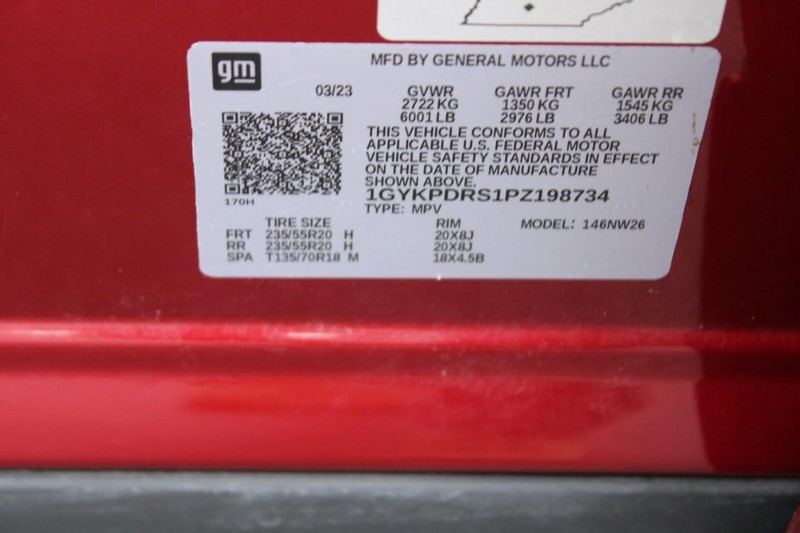 gm
MFD BY GENERAL MOTORS LLC
03/23 GVWR GAWR FRT GAWR RR
2722 KG 1350 KG 1545 KG
6001 LB 2976 LB 3406 LB
THIS VEHICLE CONFORMS TO ALL
APPLICABLE U.S. FEDERAL MOTOR
VEHICLE SAFETY STANDARDS IN EFFECT
ON THE DATE OF MANUFACTURE
SHOWN ABOVE.
1GYKPDRS1PZ198734
170H
TYPE: MPV
TIRE SIZE RIM MODEL: 146NW26
FRT 235/55R20 H 20X8J
RR 235/55R20 H 20X8J
SPA T135/70R18 M 18X4.5B